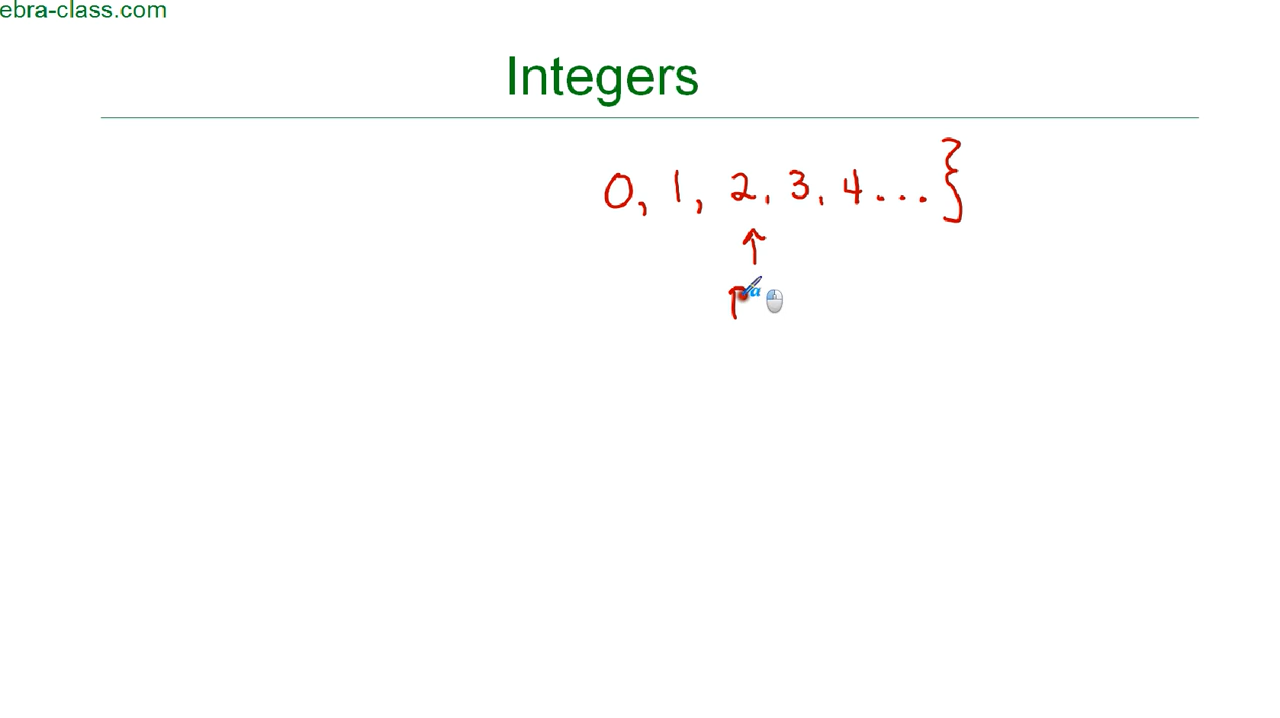 ebra-class.com
Integers
0, 1, 2, 3, 4...}